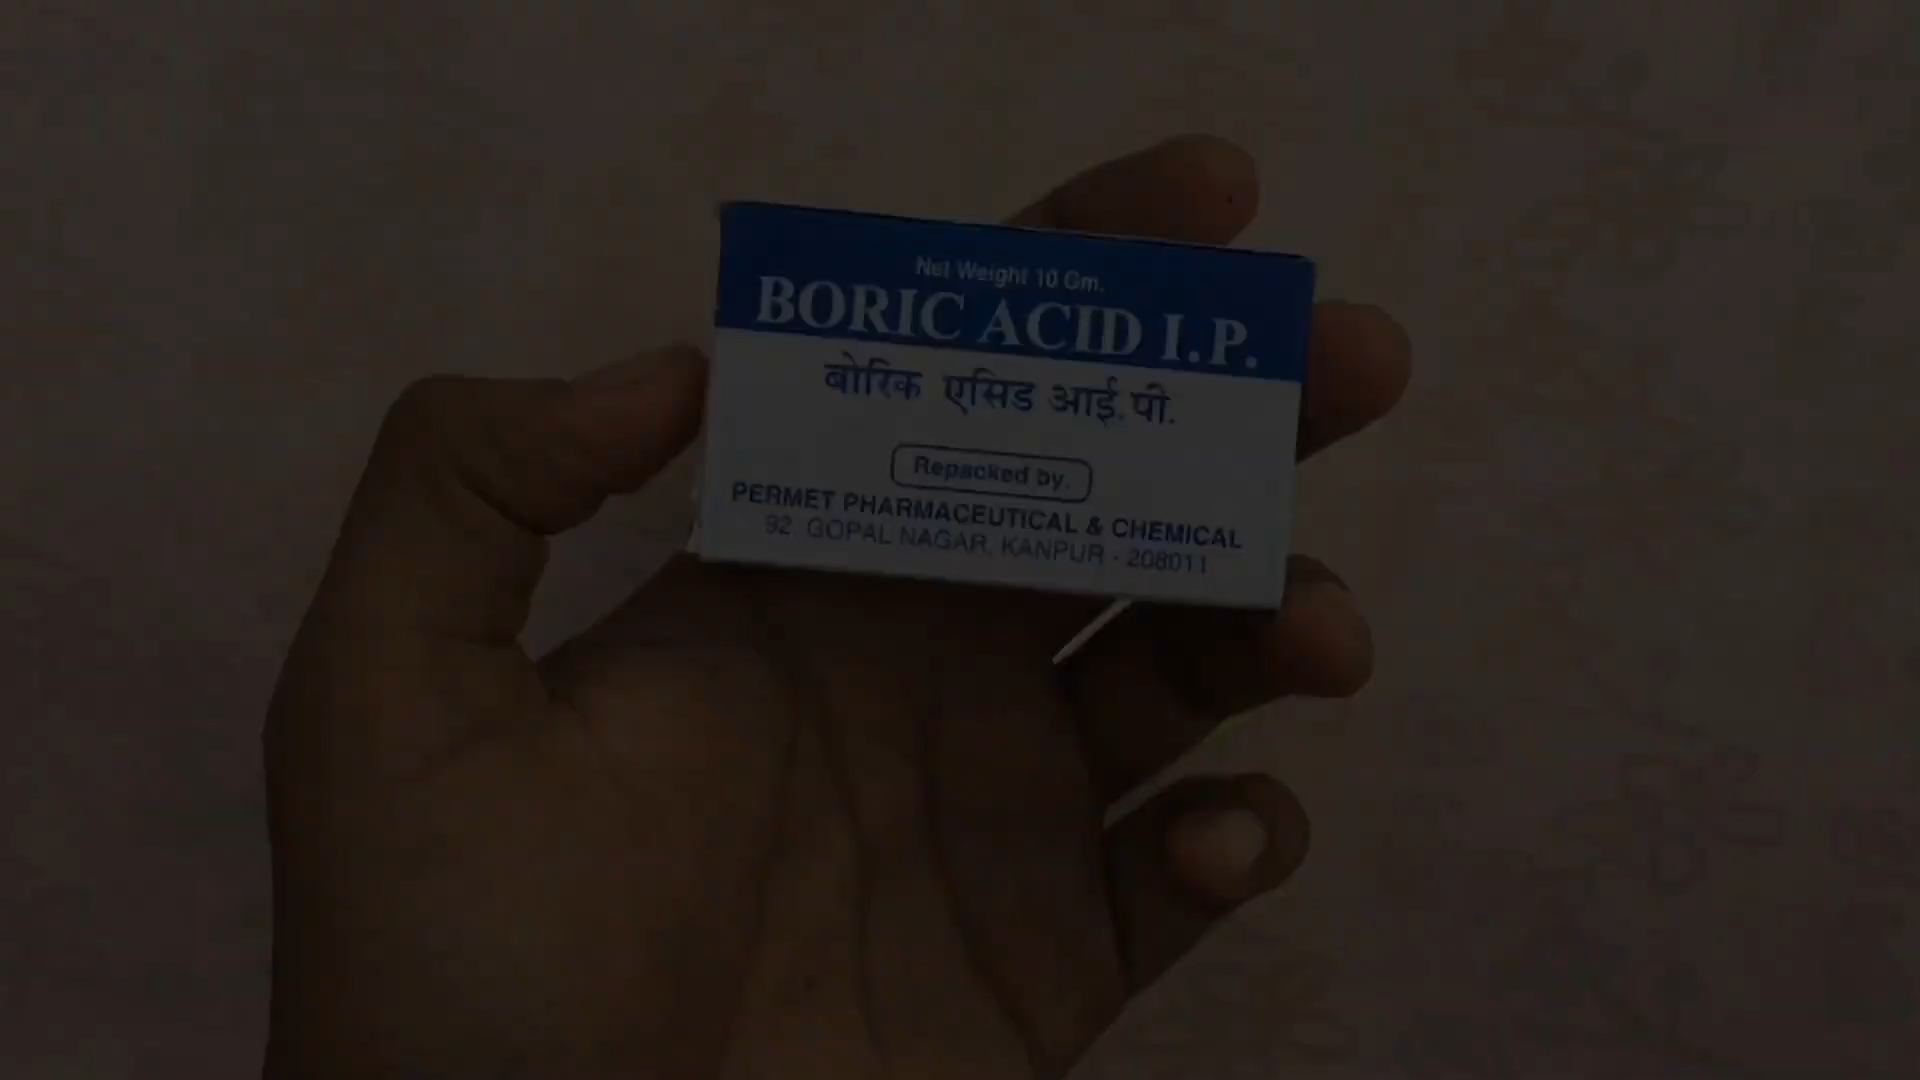 Net Weight 10 Gm.
BORIC ACID I.P.
बोरिक एसिड आई.पी.
Repacked by.
PERMET PHARMACEUTICAL & CHEMICAL
92, GOPAL NAGAR, KANPUR - 208011